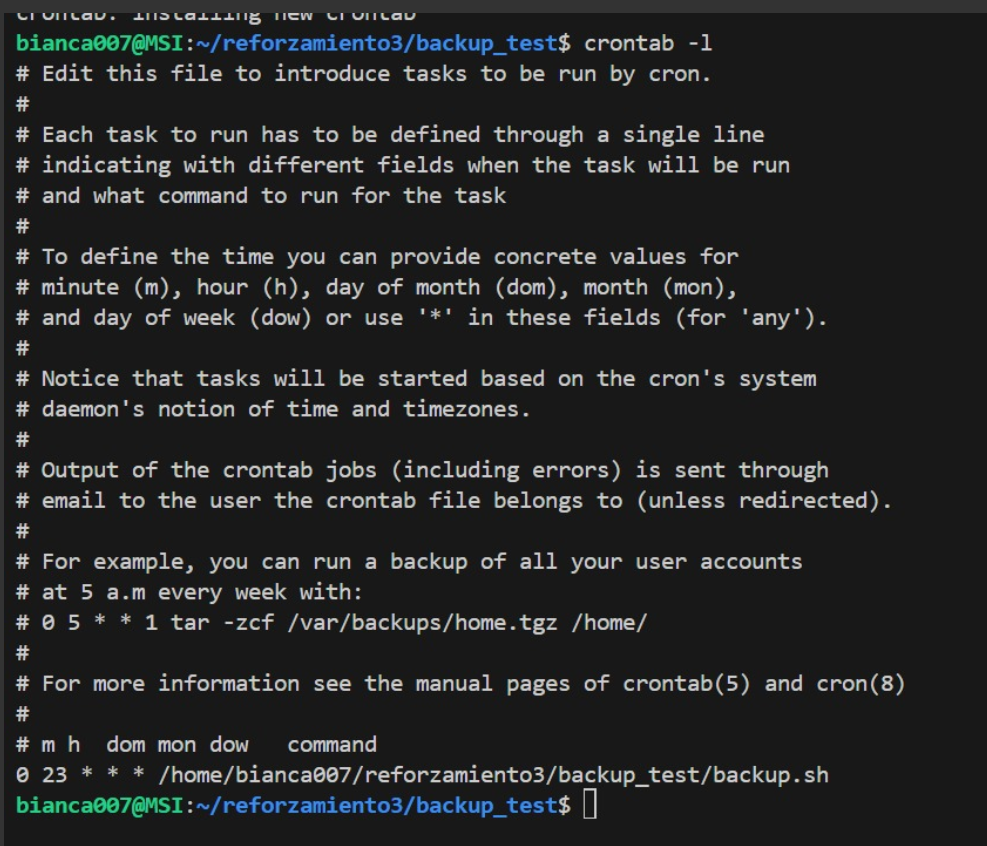 crontab: installing new crontab
bianca007@MSI:~/reforzamiento3/backup_test$ crontab -l
# Edit this file to introduce tasks to be run by cron.
#
# Each task to run has to be defined through a single line
# indicating with different fields when the task will be run
# and what command to run for the task
#
# To define the time you can provide concrete values for
# minute (m), hour (h), day of month (dom), month (mon),
# and day of week (dow) or use '*' in these fields (for 'any').
#
# Notice that tasks will be started based on the cron's system
# daemon's notion of time and timezones.
#
# Output of the crontab jobs (including errors) is sent through
# email to the user the crontab file belongs to (unless redirected).
#
# For example, you can run a backup of all your user accounts
# at 5 a.m every week with:
# 0 5 * * 1 tar -zcf /var/backups/home.tgz /home/
#
# For more information see the manual pages of crontab(5) and cron(8)
#
# m h  dom mon dow   command
0 23 * * * /home/bianca007/reforzamiento3/backup_test/backup.sh
bianca007@MSI:~/reforzamiento3/backup_test$